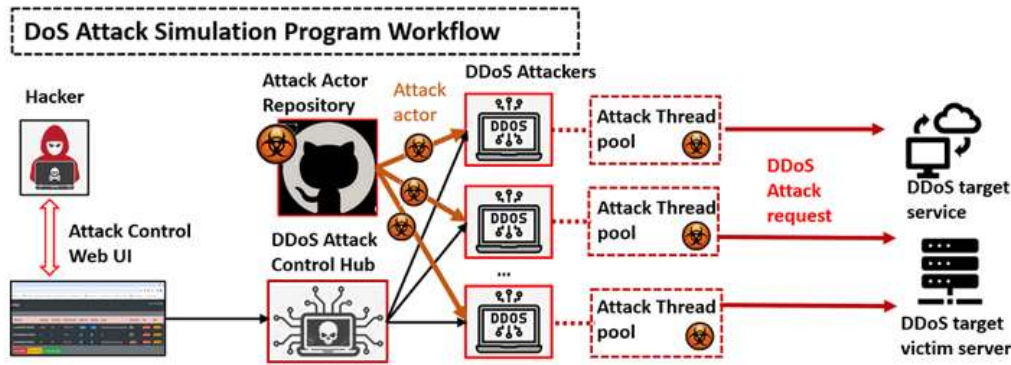 DoS Attack Simulation Program Workflow
Hacker
Attack Actor
Repository
Attack
actor
DDoS Attackers
DDOS
Attack Thread
pool
DDoS target
service
Attack Control
Web UI
DDoS Attack
Control Hub
DDOS
...
Attack Thread
pool
DDoS
Attack
request
DDOS
Attack Thread
pool
DDoS target
victim server